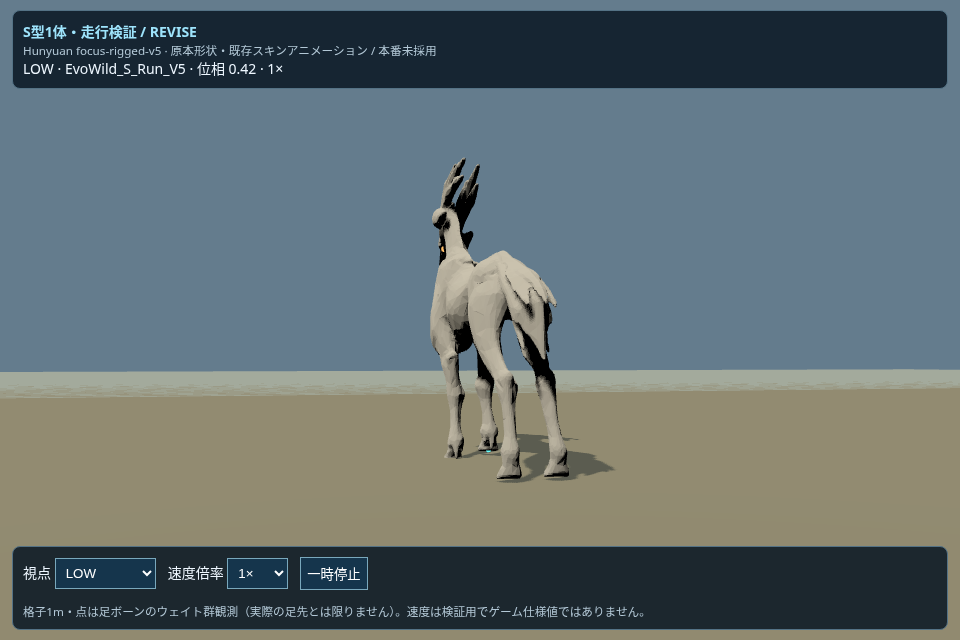 S型1体・走行検証 / REVISE
Hunyuan focus-rigged-v5 · 原本形状・既存スキンアニメーション / 本番未採用
LOW · EvoWild_S_Run_V5 · 位相 0.42 · 1×
視点 LOW 速度倍率 1× 一時停止
格子1m・点は足ボーンのウェイト群観測（実際の足先とは限りません）。速度は検証用でゲーム仕様値ではありません。